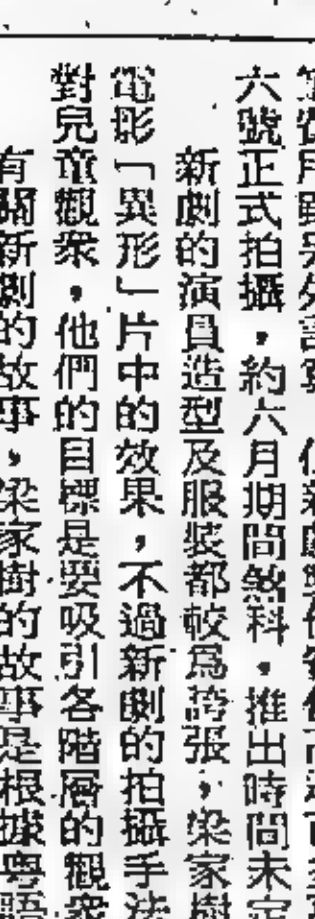 六號正式拍攝，約六月期間煞科，推出時間未定
新劇的演員造型及服裝都較為誇張，梁家樹
電影「異形」片中的效果，不過新劇的拍攝手法
對兒童觀眾，他們的目標是要吸引各階層的觀眾
有關新劇的故事，梁家樹的故事是根據粵語